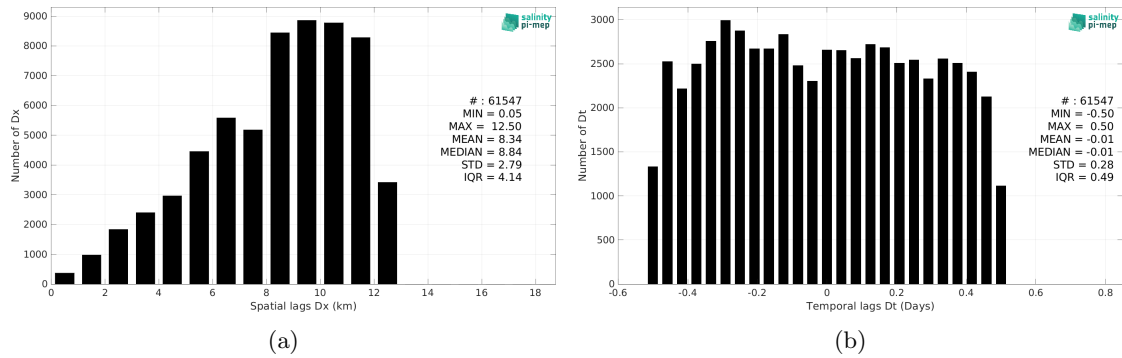 9000
8000
7000
6000
5000
4000
3000
2000
1000
0
Number of Dx
0 2 4 6 8 10 12 14 16 18
Spatial lags Dx (km)
salinity
pi-mep
# : 61547
MIN = 0.05
MAX = 12.50
MEAN = 8.34
MEDIAN = 8.84
STD = 2.79
IQR = 4.14
(a)
3000
2500
2000
1500
1000
500
0
Number of Dt
-0.6 -0.4 -0.2 0 0.2 0.4 0.6 0.8
Temporal lags Dt (Days)
salinity
pi-mep
# : 61547
MIN = -0.50
MAX = 0.50
MEAN = -0.01
MEDIAN = -0.01
STD = 0.28
IQR = 0.49
(b)